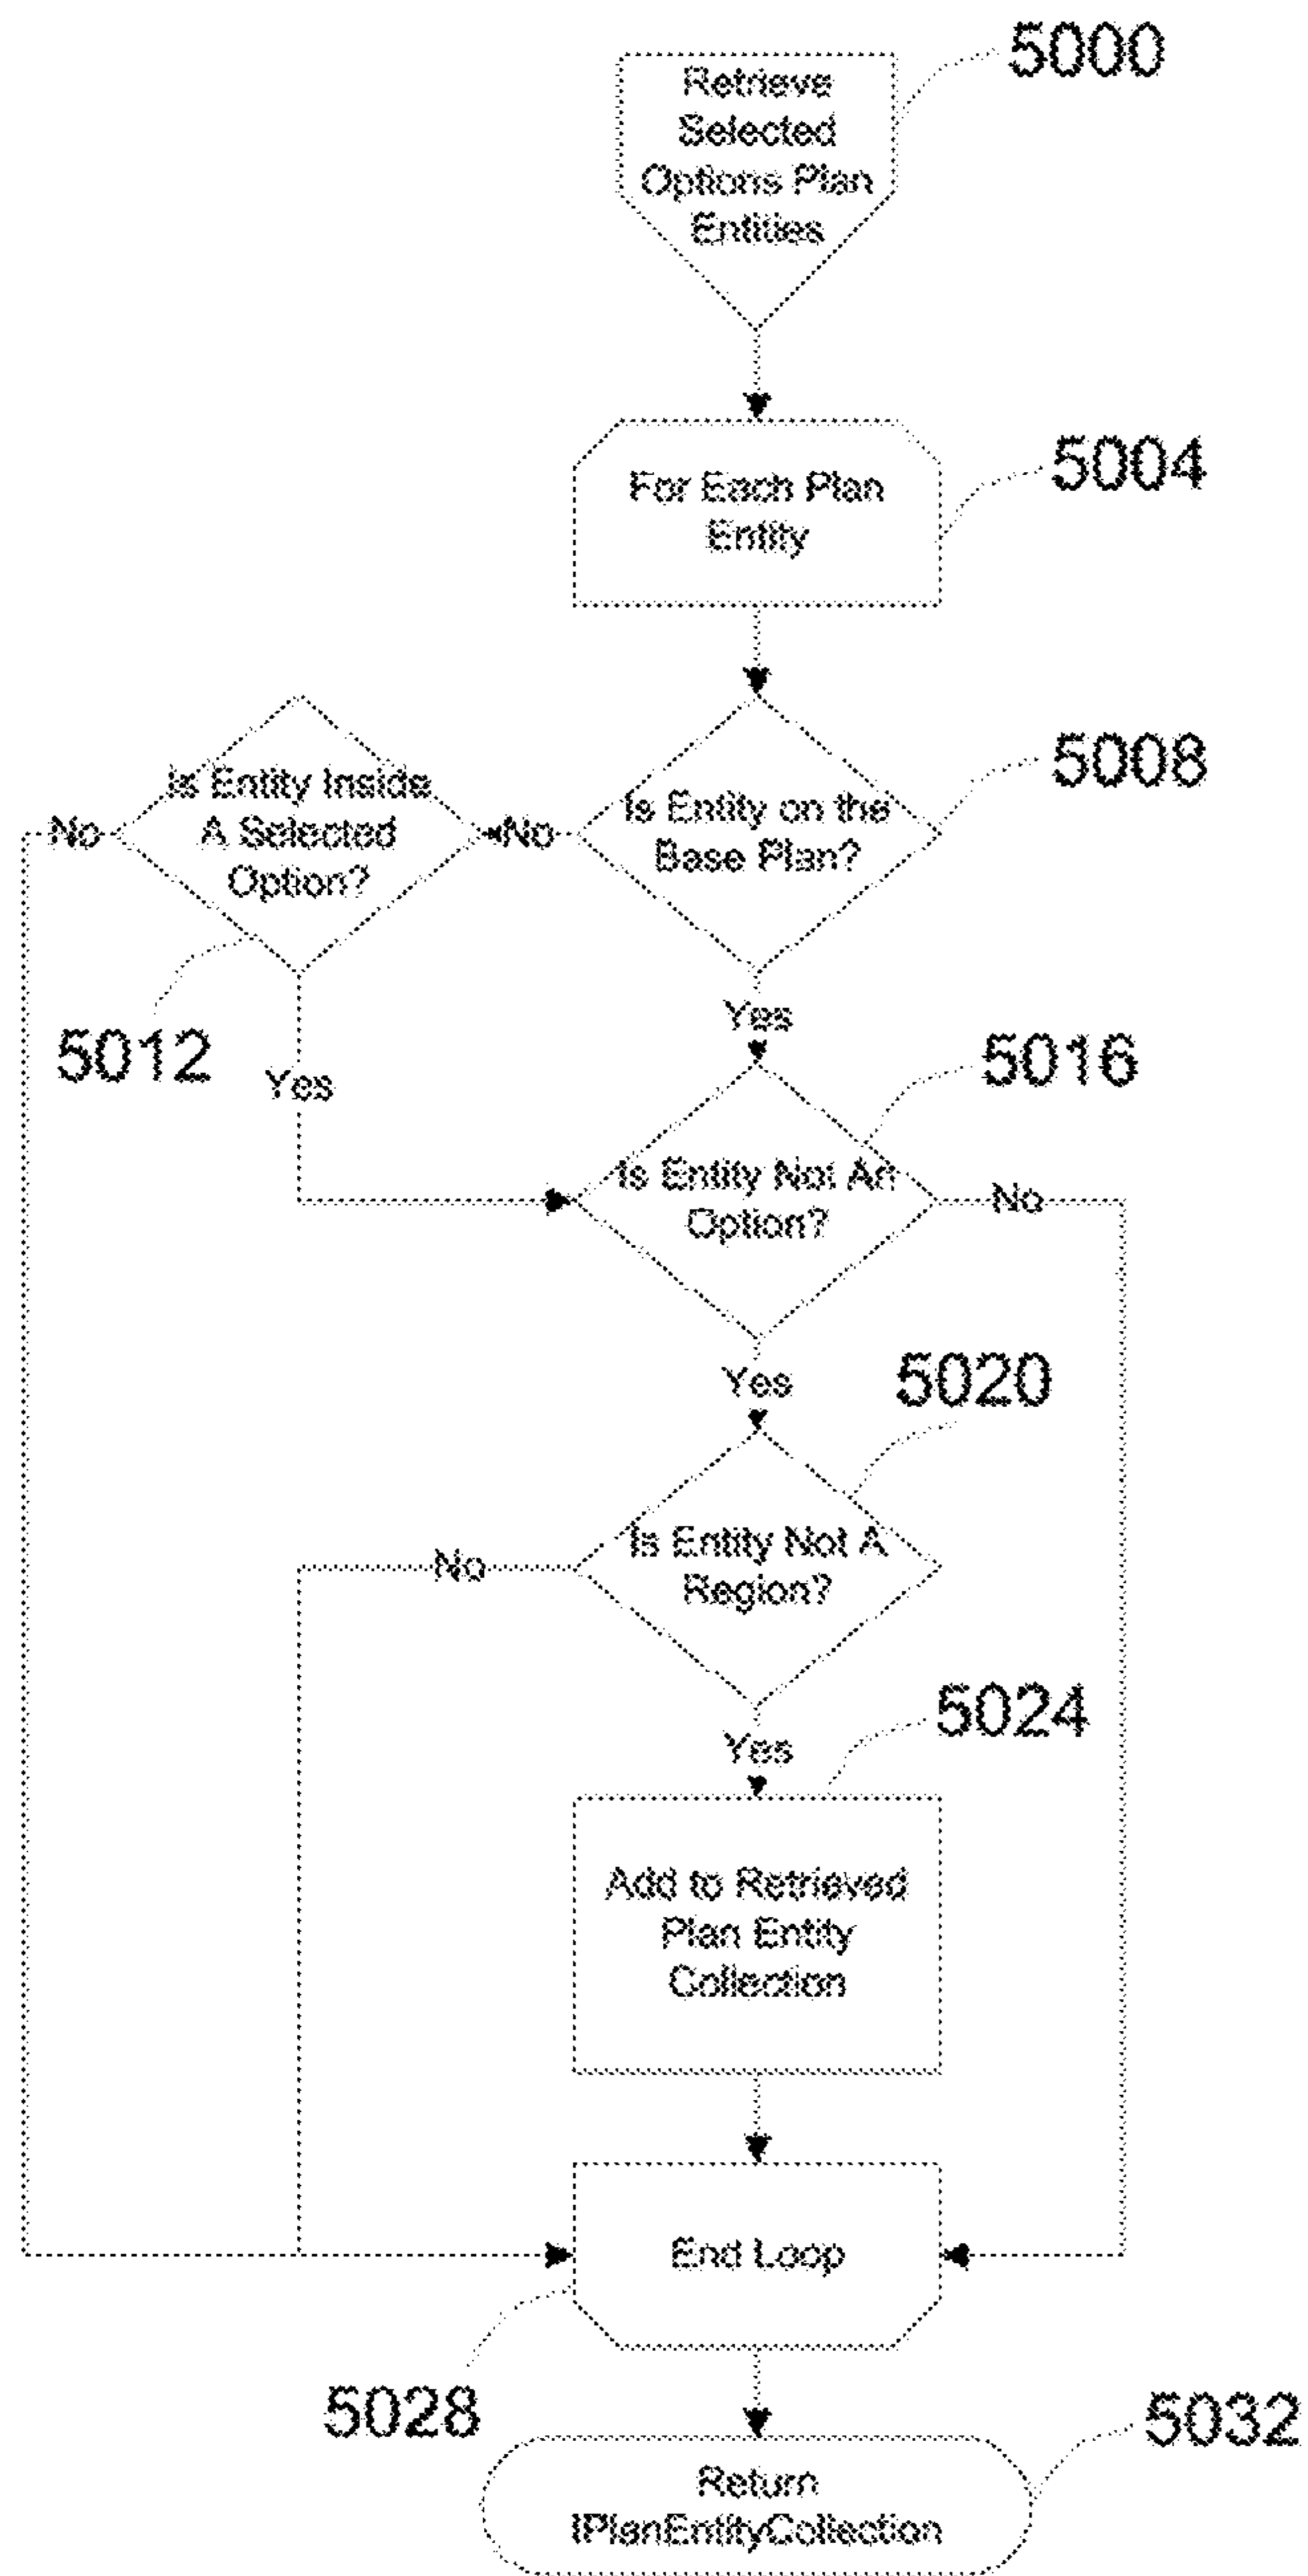 5000
Retrieve
Selected
Options Plan
Entities
For Each Plan
Entity
5004
5008
Is Entity Inside
A Selected
Option?
No
No
Is Entity on the
Base Plan?
5012
Yes
Yes
5016
Is Entity Not An
Option?
No
Yes
5020
Is Entity Not A
Region?
No
Yes
5024
Add to Retrieved
Plan Entity
Collection
End Loop
5028
5032
Return
IPlanEntityCollection